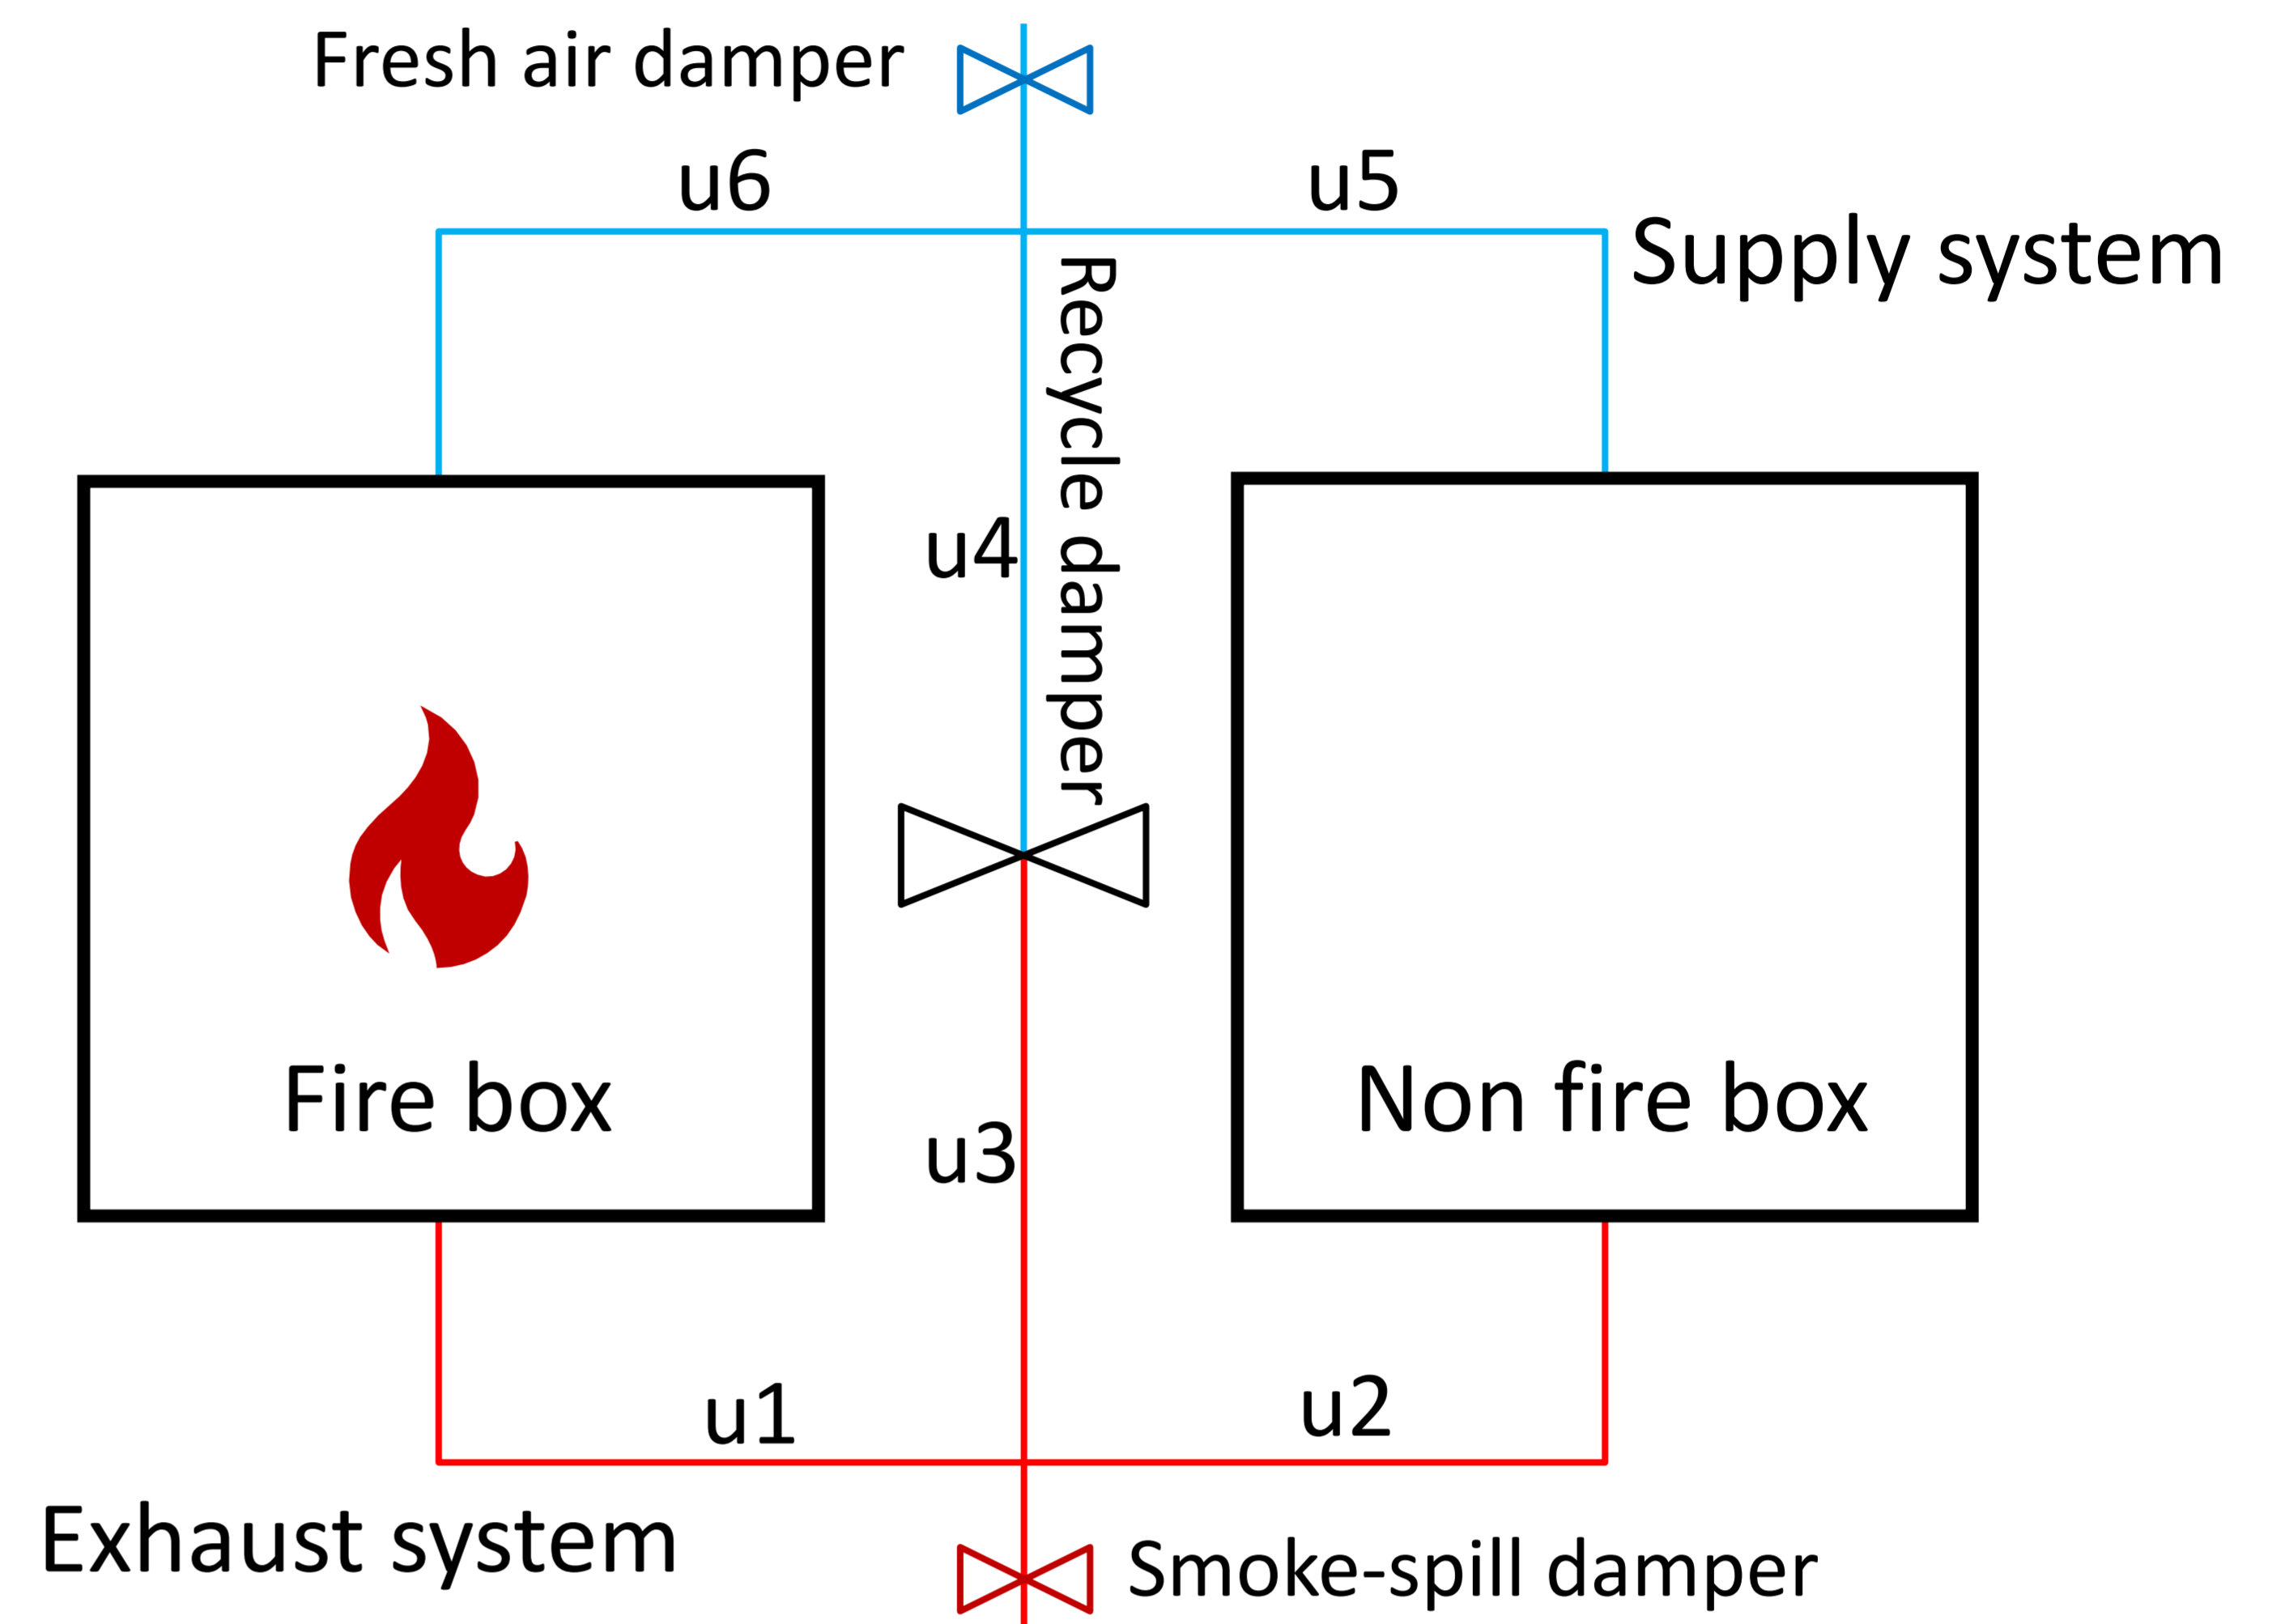 Fresh air damper
u6
u5
Supply system
Recycle damper
u4
Fire box
Non fire box
u3
u1
u2
Exhaust system
Smoke-spill damper